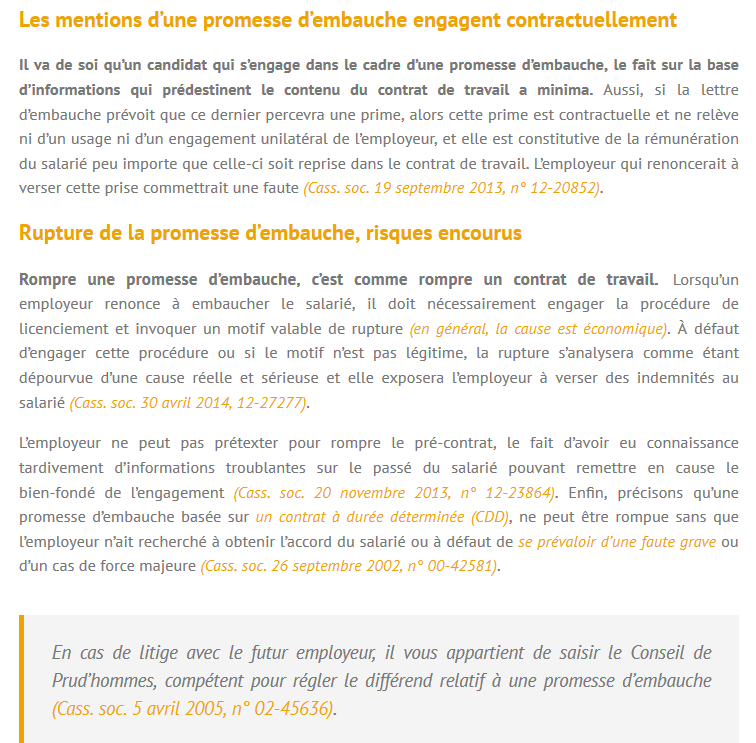 Les mentions d’une promesse d’embauche engagent contractuellement
Il va de soi qu’un candidat qui s’engage dans le cadre d’une promesse d’embauche, le fait sur la base
d’informations qui prédestinent le contenu du contrat de travail a minima. Aussi, si la lettre
d’embauche prévoit que ce dernier percevra une prime, alors cette prime est contractuelle et ne relève
ni d’un usage ni d’un engagement unilatéral de l’employeur, et elle est constitutive de la rémunération
du salarié peu importe que celle-ci soit reprise dans le contrat de travail. L’employeur qui renoncerait à
verser cette prise commettrait une faute (Cass. soc. 19 septembre 2013, n° 12-20852).
Rupture de la promesse d’embauche, risques encourus
Rompre une promesse d’embauche, c’est comme rompre un contrat de travail. Lorsqu’un
employeur renonce à embaucher le salarié, il doit nécessairement engager la procédure de
licenciement et invoquer un motif valable de rupture (en général, la cause est économique). À défaut
d’engager cette procédure ou si le motif n’est pas légitime, la rupture s’analysera comme étant
dépourvue d’une cause réelle et sérieuse et elle exposera l’employeur à verser des indemnités au
salarié (Cass. soc. 30 avril 2014, 12-27277).
L’employeur ne peut pas prétexter pour rompre le pré-contrat, le fait d’avoir eu connaissance
tardivement d’informations troublantes sur le passé du salarié pouvant remettre en cause le
bien-fondé de l’engagement (Cass. soc. 20 novembre 2013, n° 12-23864). Enfin, précisons qu’une
promesse d’embauche basée sur un contrat à durée déterminée (CDD), ne peut être rompue sans que
l’employeur n’ait recherché à obtenir l’accord du salarié ou à défaut de se prévaloir d’une faute grave ou
d’un cas de force majeure (Cass. soc. 26 septembre 2002, n° 00-42581).
En cas de litige avec le futur employeur, il vous appartient de saisir le Conseil de
Prud’hommes, compétent pour régler le différend relatif à une promesse d’embauche
(Cass. soc. 5 avril 2005, n° 02-45636).